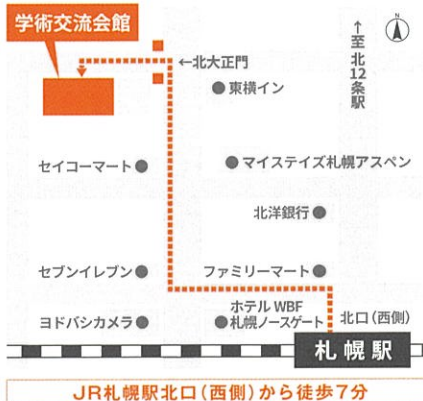 学術交流会館
N
↑至 北12条駅
←北大正門
東横イン
セイコーマート
マイステイズ札幌アスペン
北洋銀行
セブンイレブン
ファミリーマート
ヨドバシカメラ
ホテル WBF
札幌ノースゲート
北口(西側)
札幌駅
JR札幌駅北口(西側)から徒歩7分